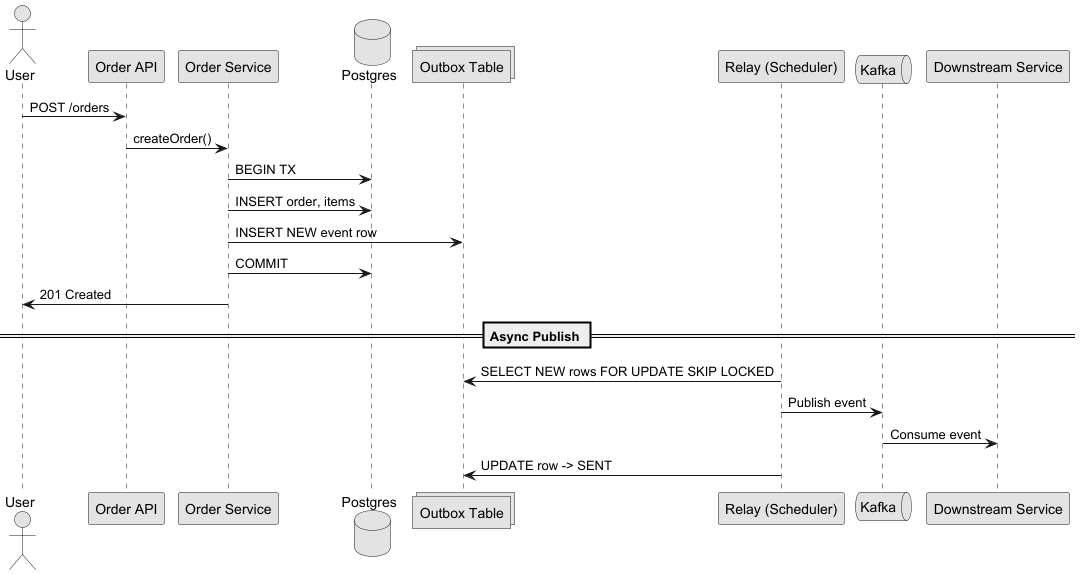 User
Order API
Order Service
Postgres
Outbox Table
Relay (Scheduler)
Kafka
Downstream Service
POST /orders
createOrder()
BEGIN TX
INSERT order, items
INSERT NEW event row
COMMIT
201 Created
Async Publish
SELECT NEW rows FOR UPDATE SKIP LOCKED
Publish event
Consume event
UPDATE row -> SENT
User
Order API
Order Service
Postgres
Outbox Table
Relay (Scheduler)
Kafka
Downstream Service